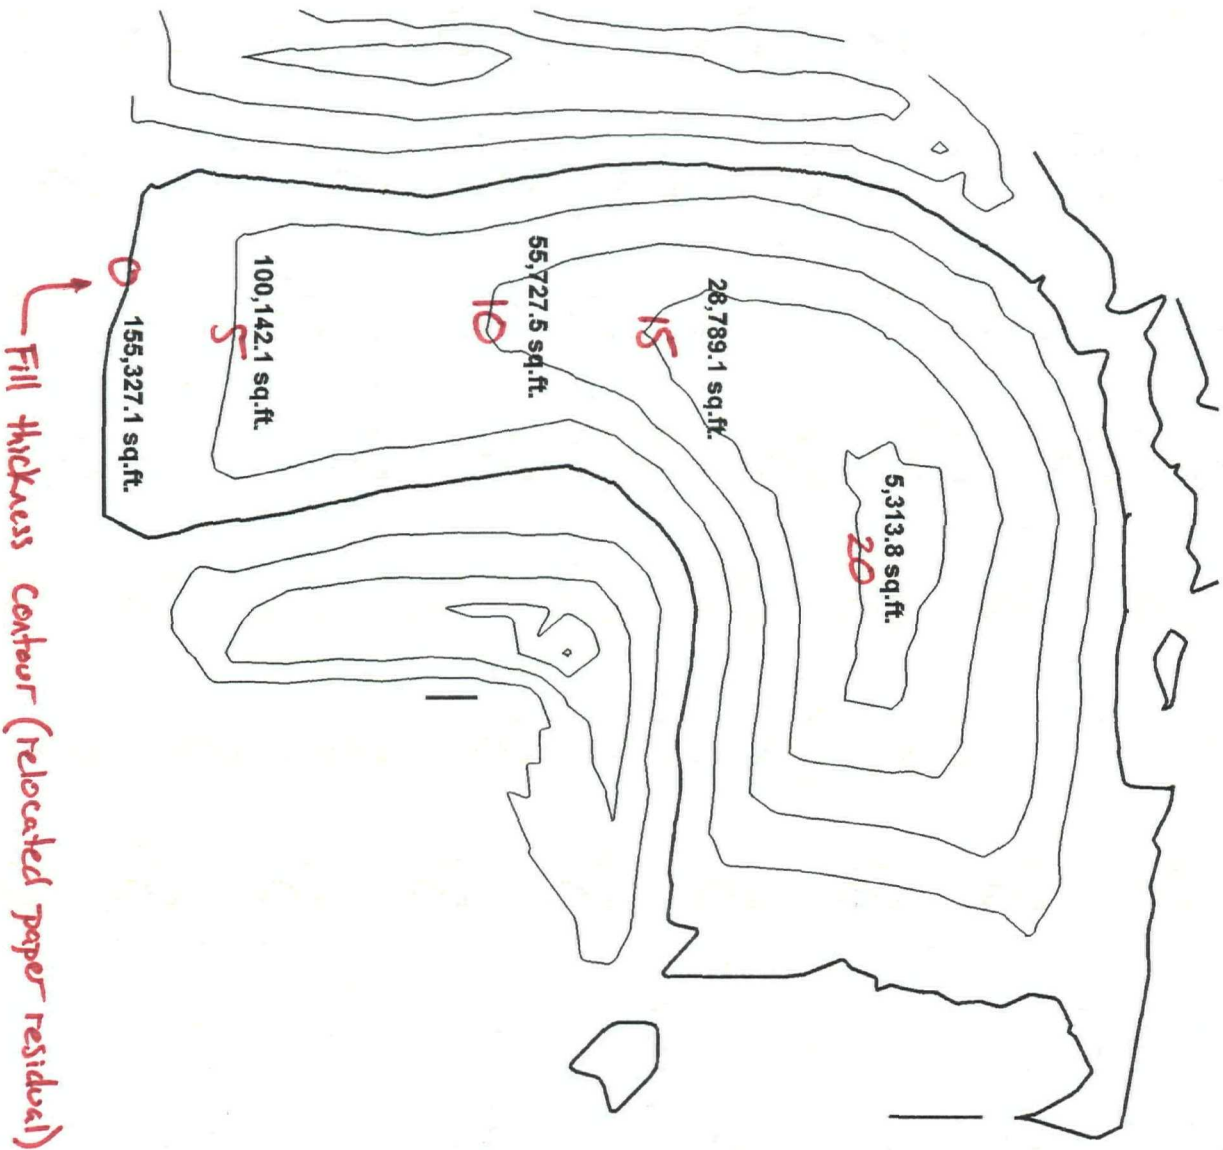 0
155,327.1 sq.ft.
5
100,142.1 sq.ft.
10
55,727.5 sq.ft.
15
28,789.1 sq.ft.
20
5,313.8 sq.ft.
Fill thickness contour (relocated paper residual)